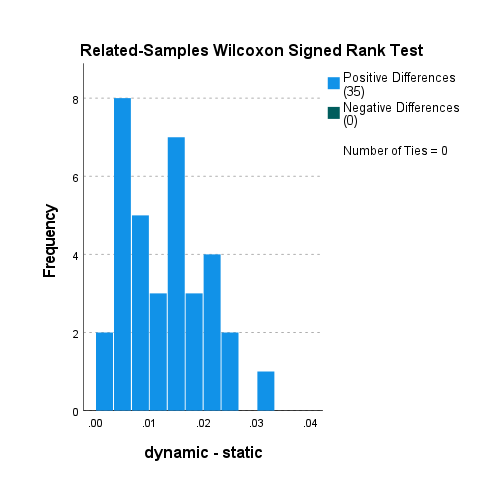 Related-Samples Wilcoxon Signed Rank Test
Positive Differences
(35)
Negative Differences
(0)
Number of Ties = 0
Frequency
8
6
4
2
0
.00 .01 .02 .03 .04
dynamic - static